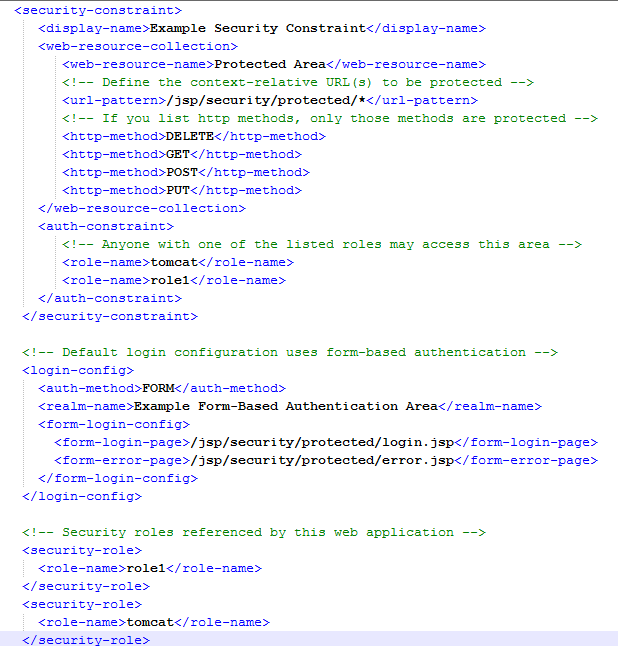 <security-constraint>
<display-name>Example Security Constraint</display-name>
<web-resource-collection>
<web-resource-name>Protected Area</web-resource-name>
<!-- Define the context-relative URL(s) to be protected -->
<url-pattern>/jsp/security/protected/*</url-pattern>
<!-- If you list http methods, only those methods are protected -->
<http-method>DELETE</http-method>
<http-method>GET</http-method>
<http-method>POST</http-method>
<http-method>PUT</http-method>
</web-resource-collection>
<auth-constraint>
<!-- Anyone with one of the listed roles may access this area -->
<role-name>tomcat</role-name>
<role-name>role1</role-name>
</auth-constraint>
</security-constraint>
<!-- Default login configuration uses form-based authentication -->
<login-config>
<auth-method>FORM</auth-method>
<realm-name>Example Form-Based Authentication Area</realm-name>
<form-login-config>
<form-login-page>/jsp/security/protected/login.jsp</form-login-page>
<form-error-page>/jsp/security/protected/error.jsp</form-error-page>
</form-login-config>
</login-config>
<!-- Security roles referenced by this web application -->
<security-role>
<role-name>role1</role-name>
</security-role>
<security-role>
<role-name>tomcat</role-name>
</security-role>